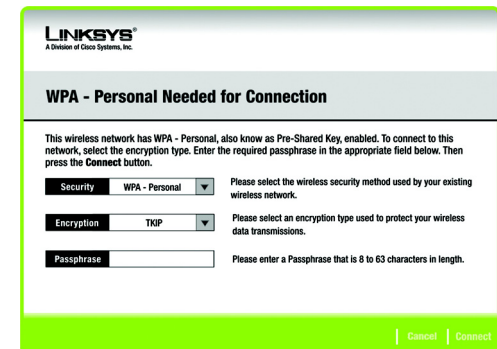 LINKSYS®
A Division of Cisco Systems, Inc.
WPA - Personal Needed for Connection
This wireless network has WPA - Personal, also know as Pre-Shared Key, enabled. To connect to this
network, select the encryption type. Enter the required passphrase in the appropriate field below. Then
press the Connect button.
Security WPA - Personal Please select the wireless security method used by your existing
wireless network.
Encryption TKIP Please select an encryption type used to protect your wireless
data transmissions.
Passphrase Please enter a Passphrase that is 8 to 63 characters in length.
Cancel Connect